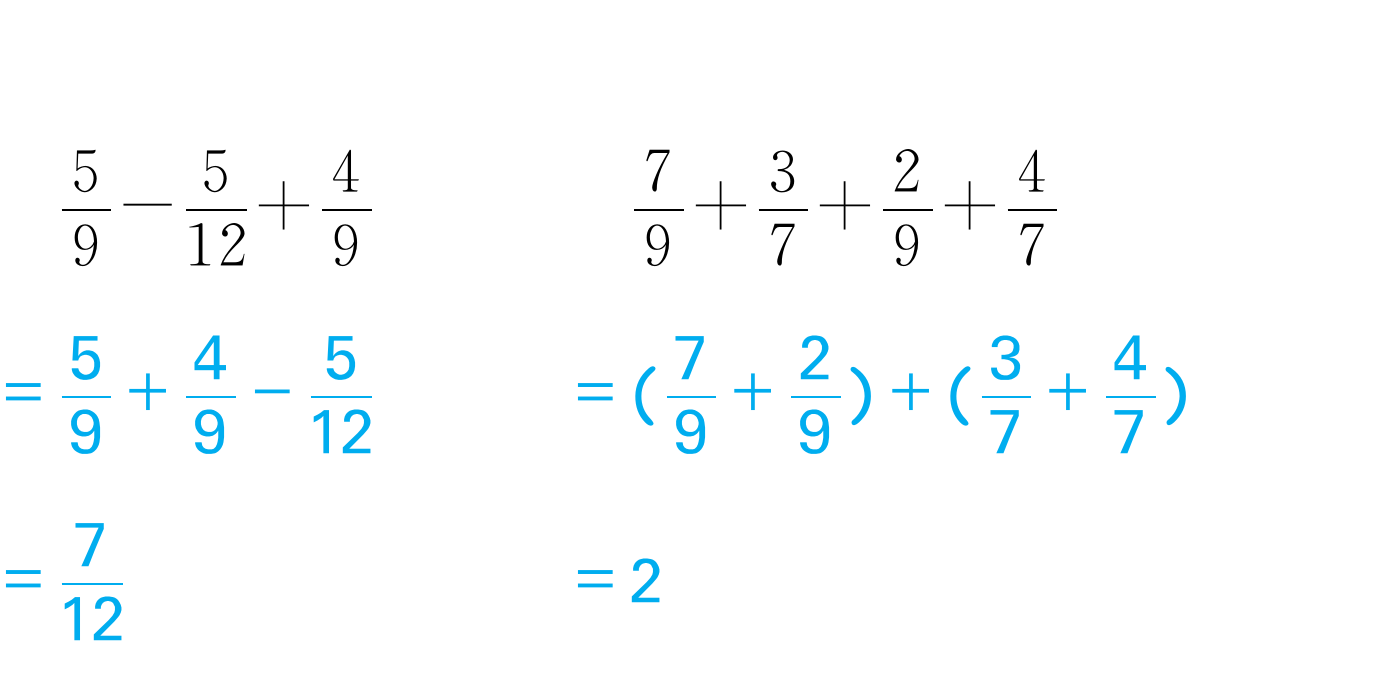 5/9 − 5/12 + 4/9
= 5/9 + 4/9 − 5/12
= 7/12
7/9 + 3/7 + 2/9 + 4/7
= (7/9 + 2/9) + (3/7 + 4/7)
= 2